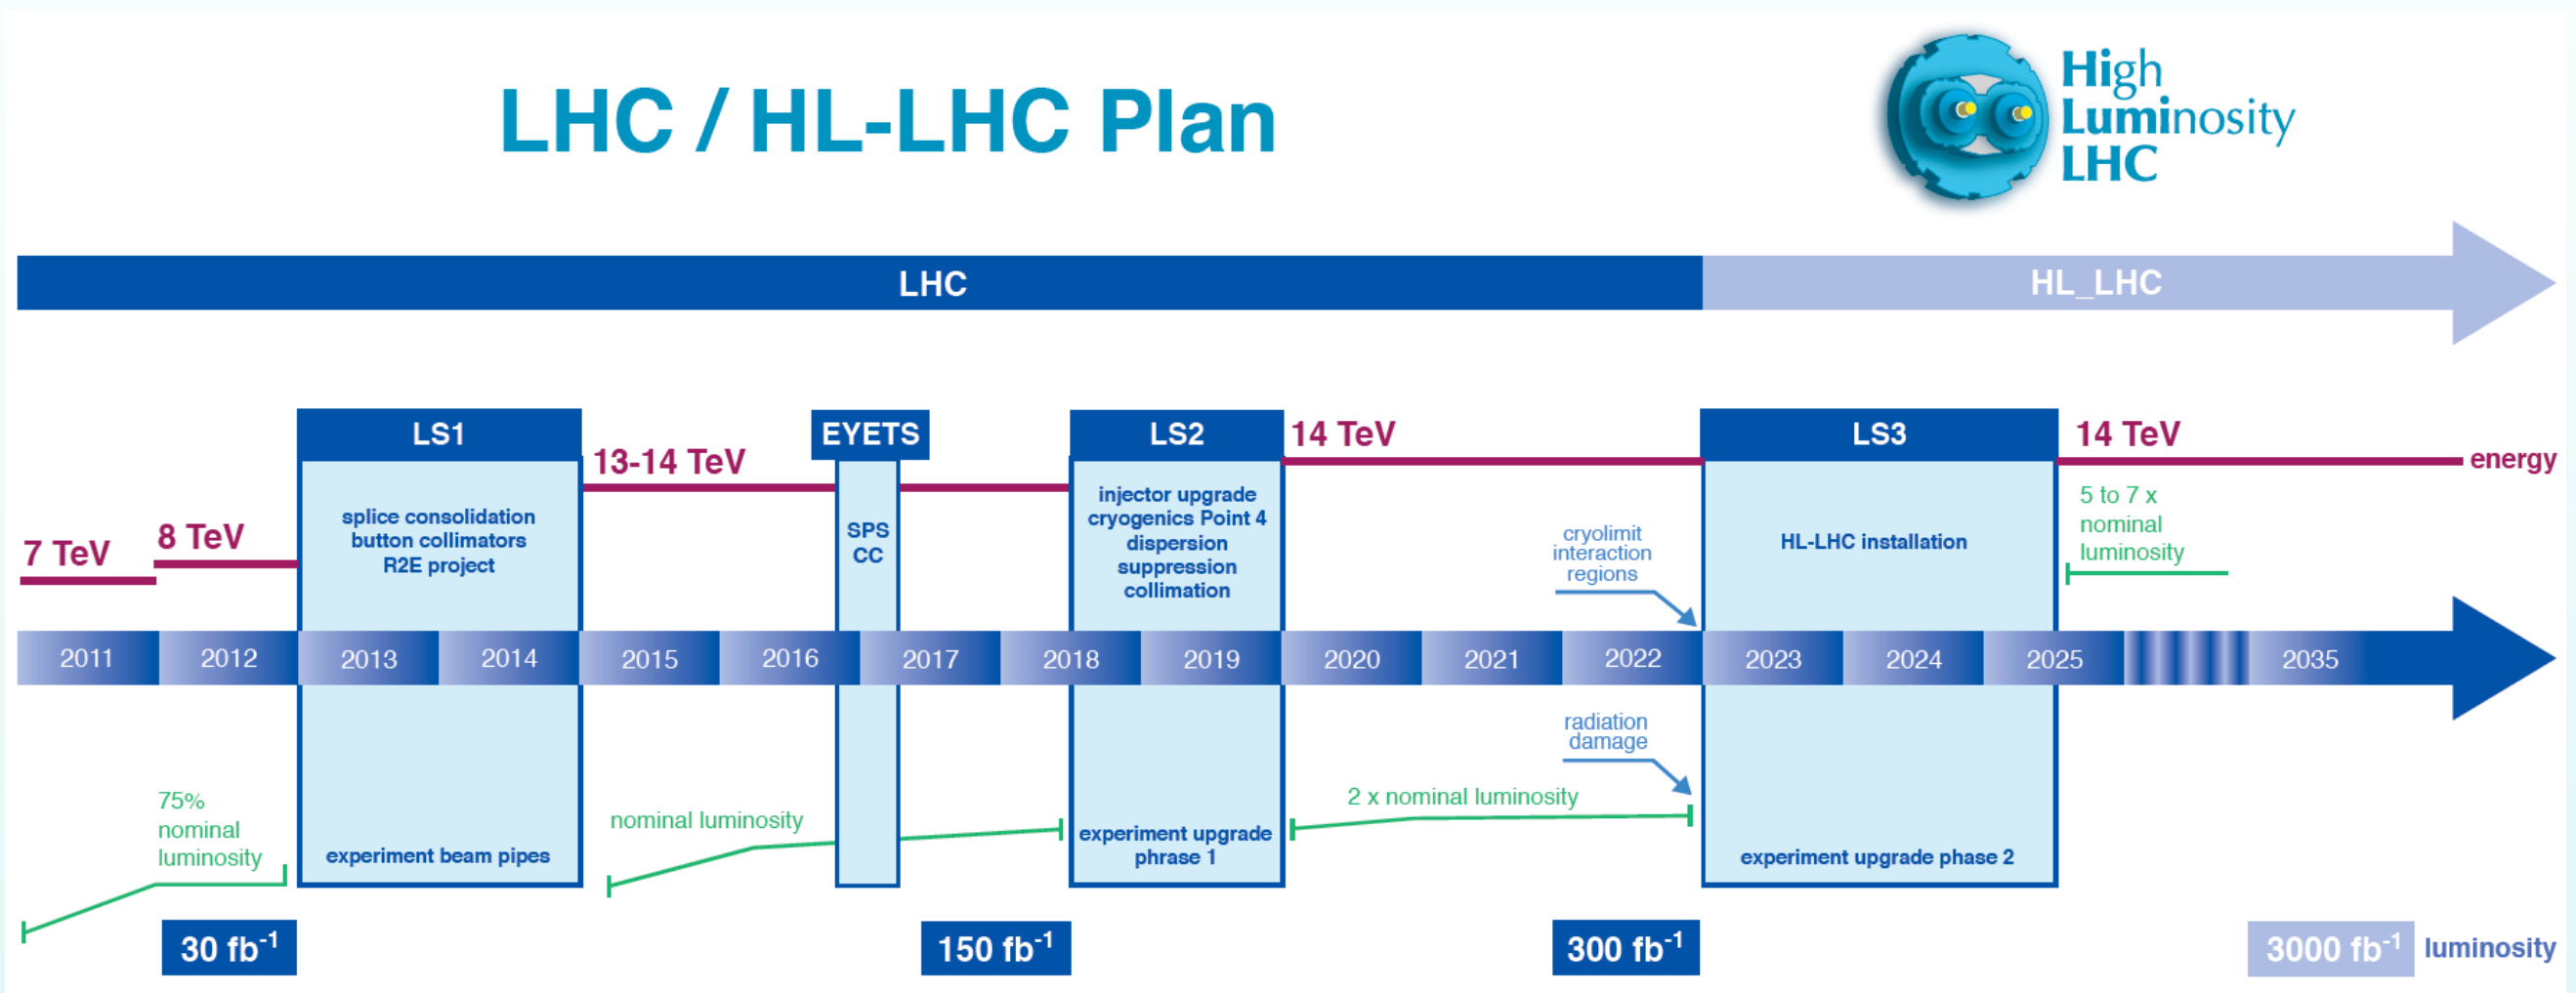 LHC / HL-LHC Plan
High
Luminosity
LHC
LHC
HL_LHC
LS1
EYETS
LS2
14 TeV
LS3
14 TeV
energy
13-14 TeV
7 TeV
8 TeV
splice consolidation
button collimators
R2E project
SPS
CC
injector upgrade
cryogenics Point 4
dispersion
suppression
collimation
cryolimit
interaction
regions
HL-LHC installation
5 to 7 x
nominal
luminosity
2011
2012
2013
2014
2015
2016
2017
2018
2019
2020
2021
2022
2023
2024
2025
2035
radiation
damage
75%
nominal
luminosity
experiment beam pipes
nominal luminosity
experiment upgrade
phrase 1
2 x nominal luminosity
experiment upgrade phase 2
30 fb⁻¹
150 fb⁻¹
300 fb⁻¹
3000 fb⁻¹
luminosity